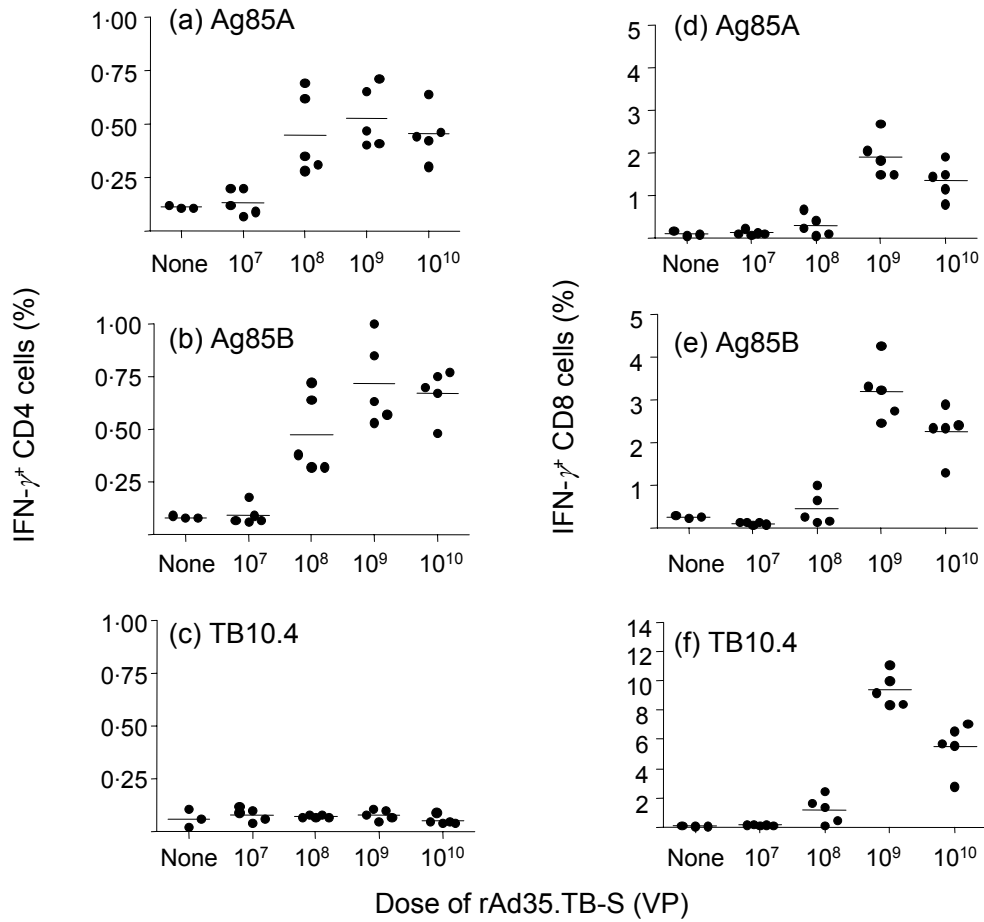 (a) Ag85A
1·00
0·75
0·50
0·25
None 10⁷ 10⁸ 10⁹ 10¹⁰
(b) Ag85B
1·00
0·75
0·50
0·25
None 10⁷ 10⁸ 10⁹ 10¹⁰
(c) TB10.4
1·00
0·75
0·50
0·25
None 10⁷ 10⁸ 10⁹ 10¹⁰
IFN-γ⁺ CD4 cells (%)
(d) Ag85A
5
4
3
2
1
None 10⁷ 10⁸ 10⁹ 10¹⁰
(e) Ag85B
5
4
3
2
1
None 10⁷ 10⁸ 10⁹ 10¹⁰
(f) TB10.4
14
12
10
8
6
4
2
None 10⁷ 10⁸ 10⁹ 10¹⁰
IFN-γ⁺ CD8 cells (%)
Dose of rAd35.TB-S (VP)